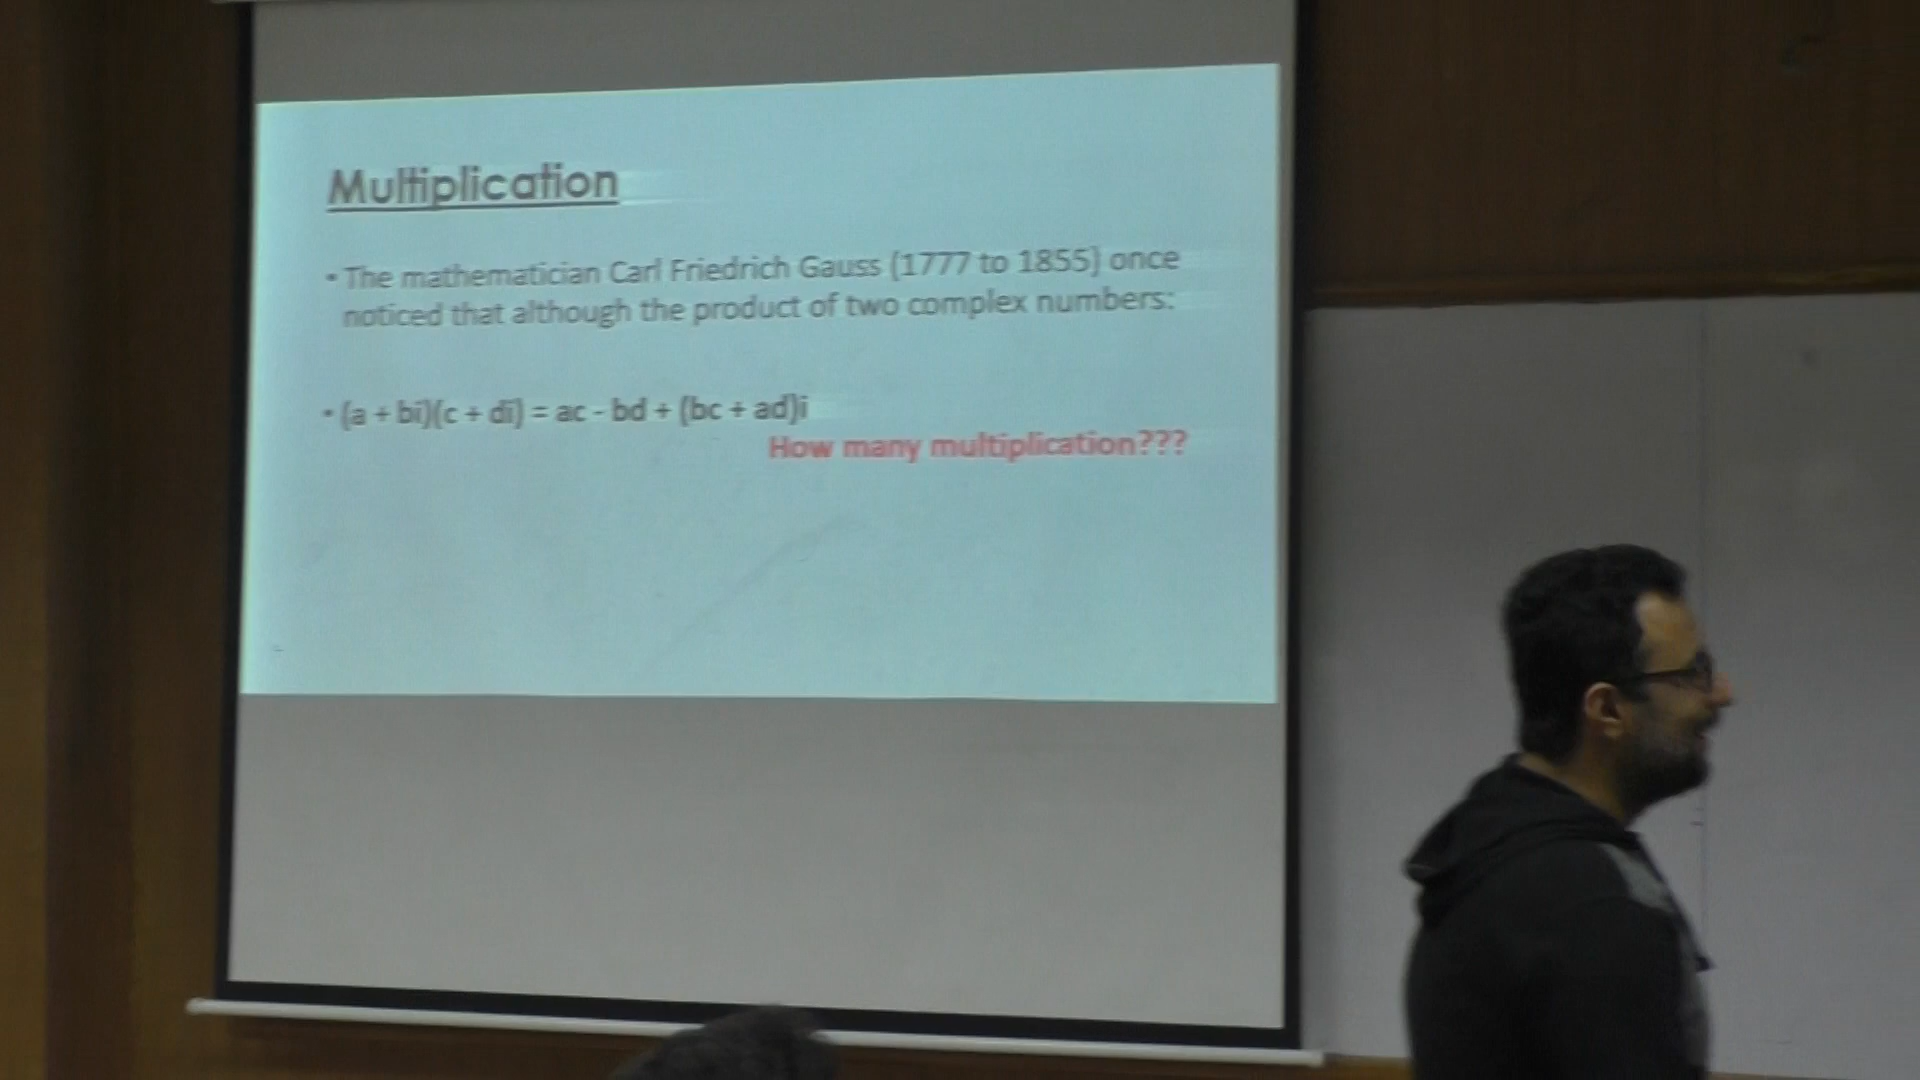 Multiplication
• The mathematician Carl Friedrich Gauss (1777 to 1855) once
noticed that although the product of two complex numbers:
• (a + bi)(c + di) = ac - bd + (bc + ad)i
How many multiplication???